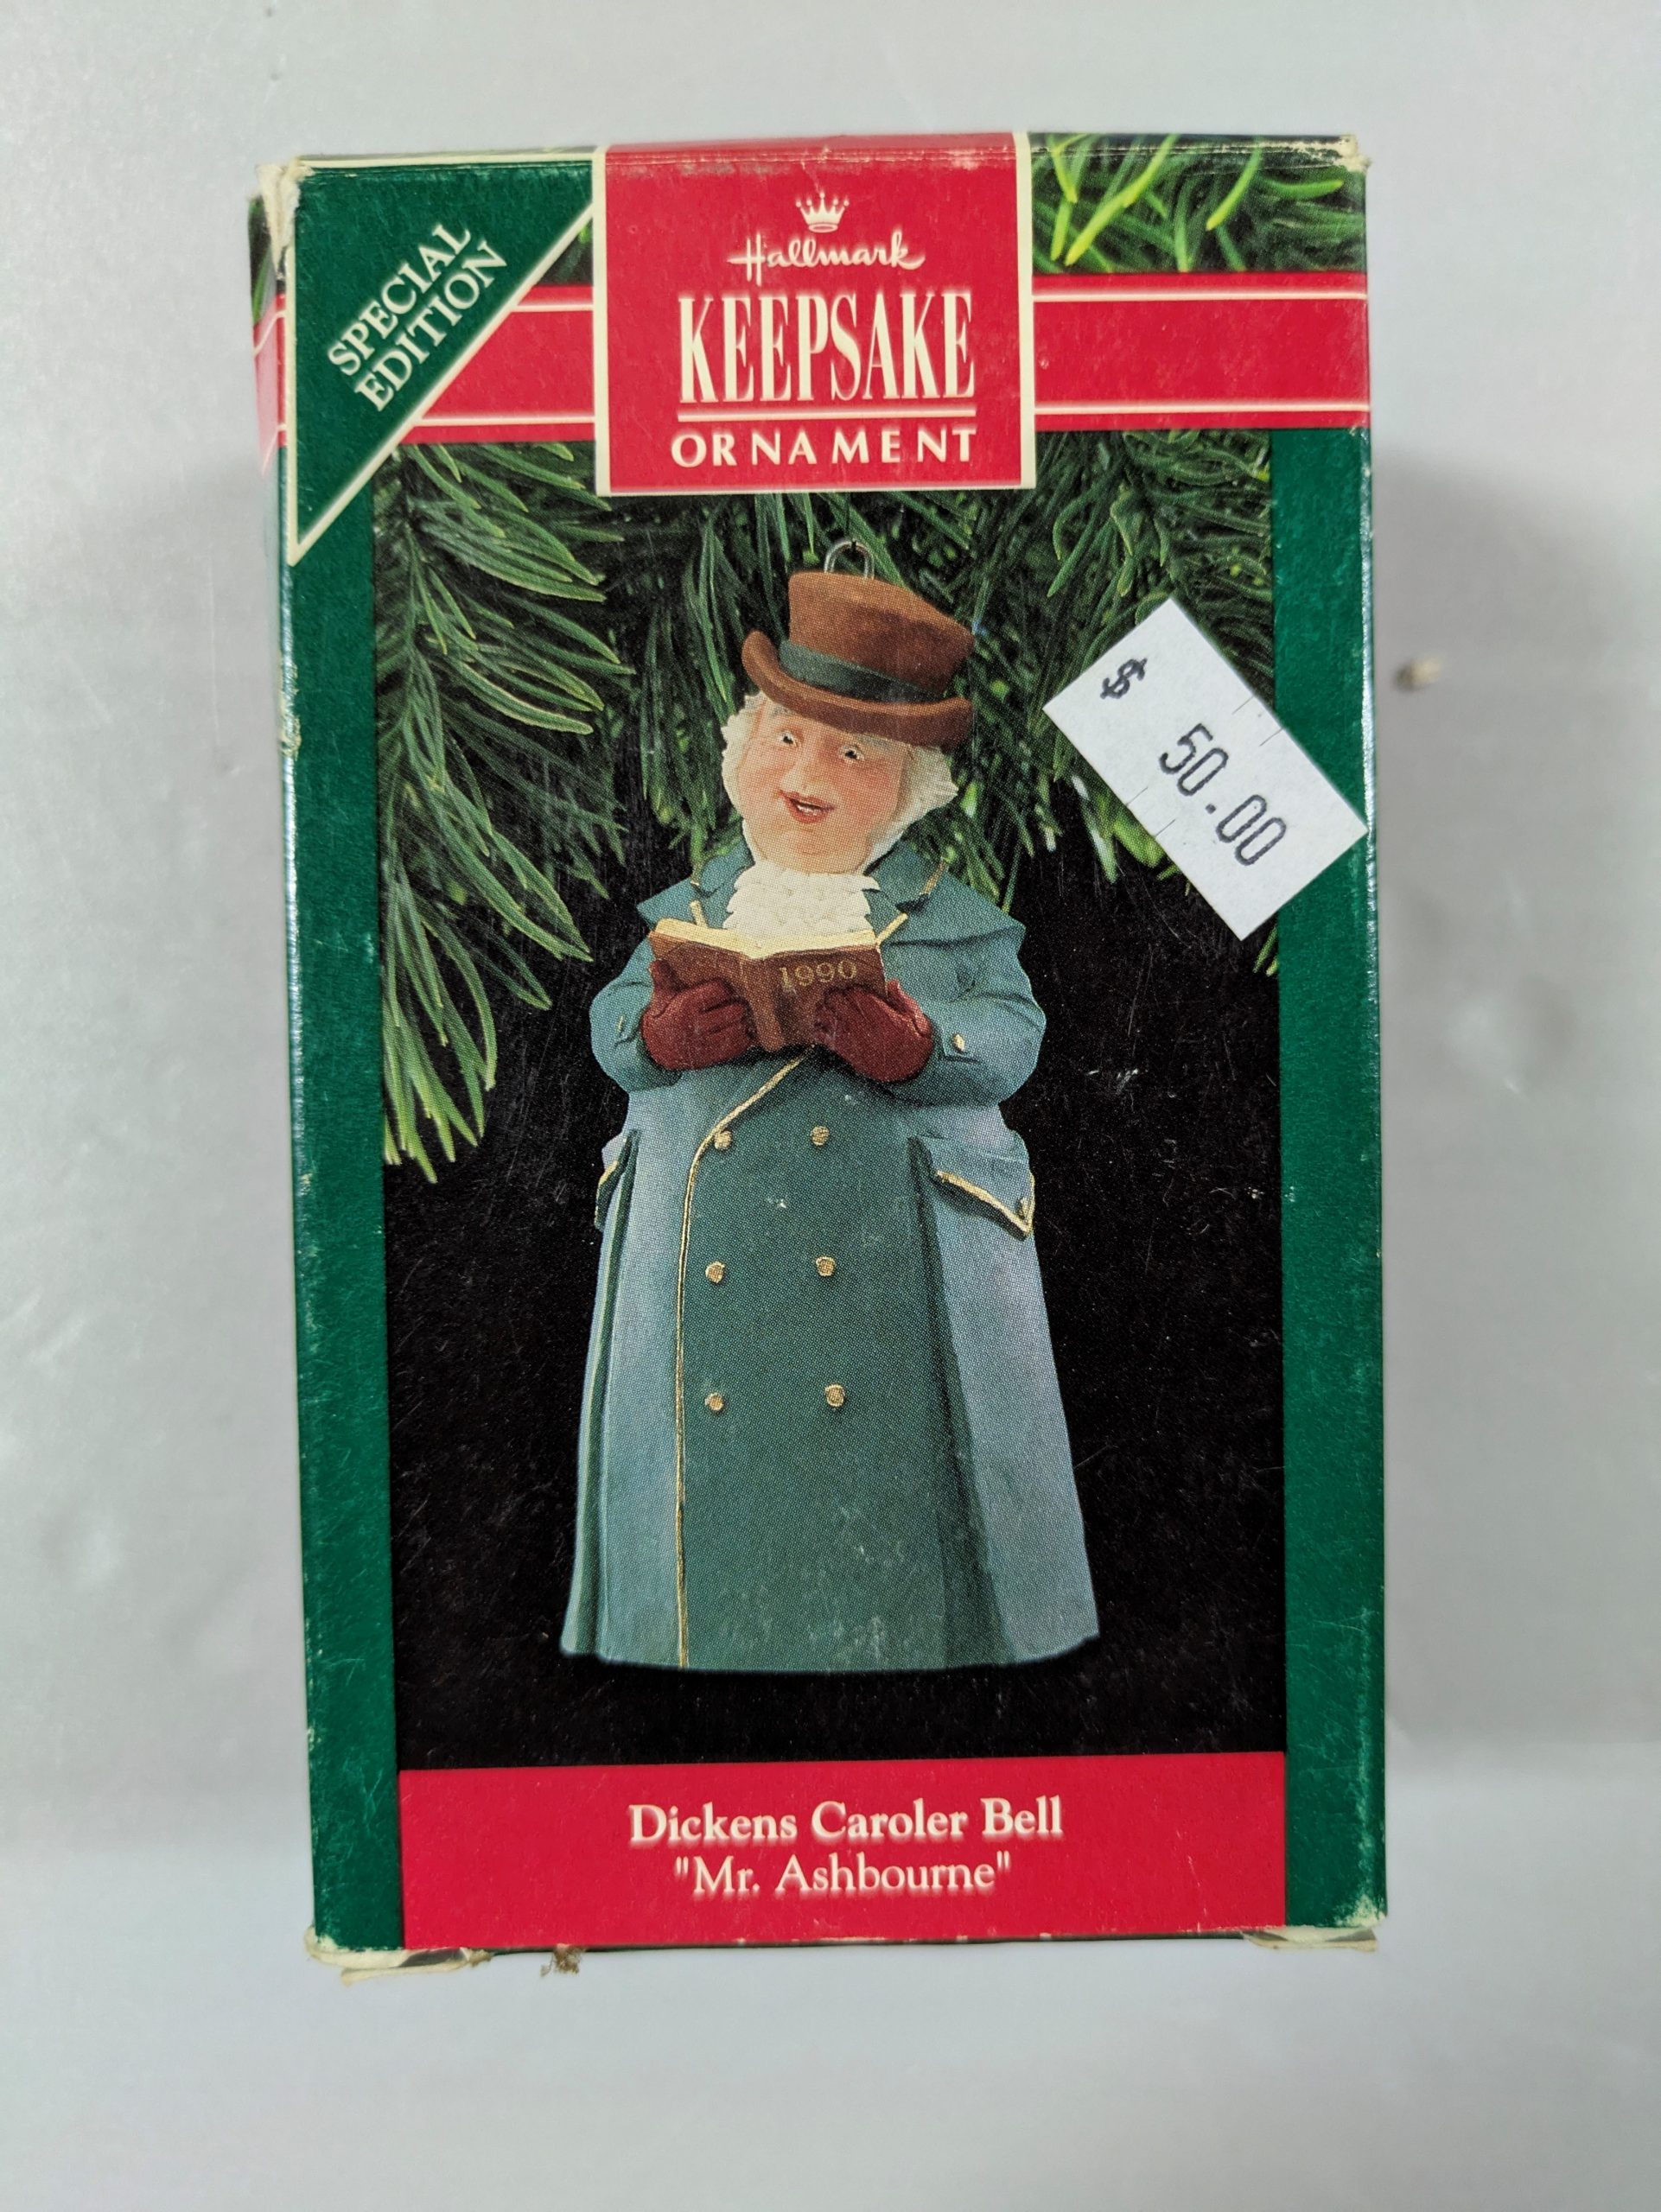 SPECIAL
EDITION
Hallmark
KEEPSAKE
ORNAMENT
$ 50.00
1990
Dickens Caroler Bell
"Mr. Ashbourne"